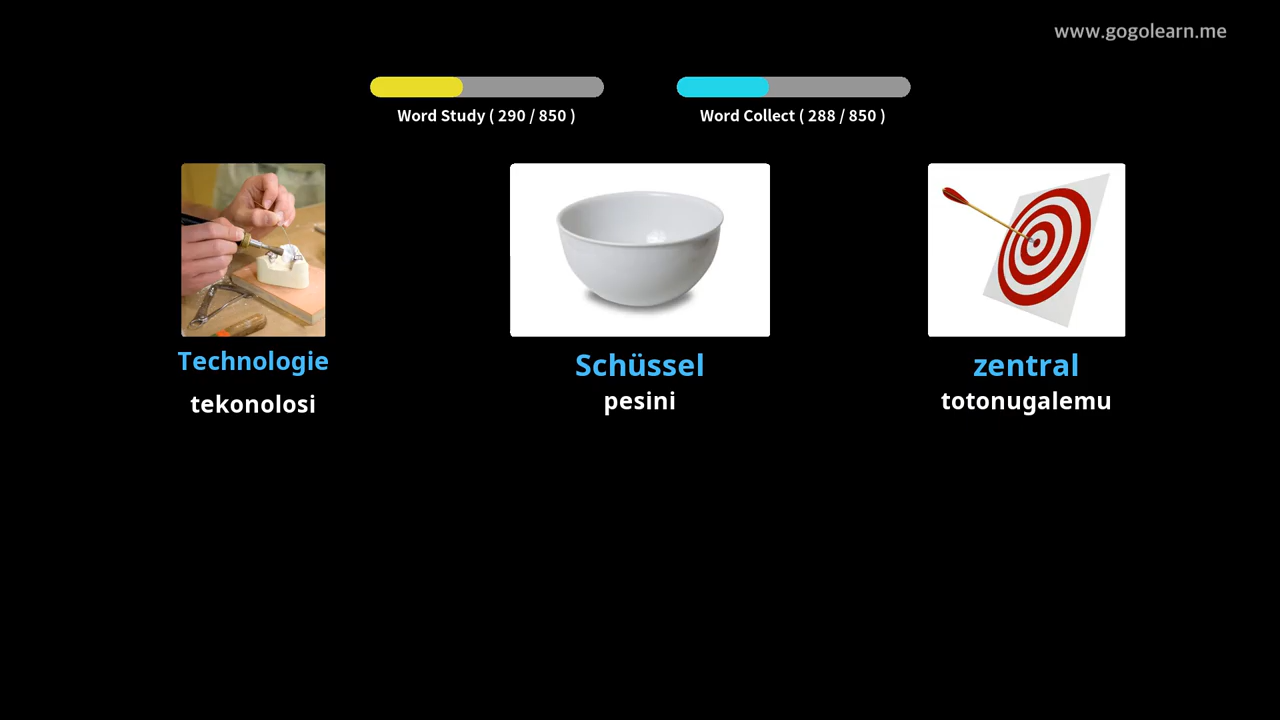 www.gogolearn.me
Word Study ( 290 / 850 )
Word Collect ( 288 / 850 )
Technologie
tekonolosi
Schüssel
pesini
zentral
totonugalemu